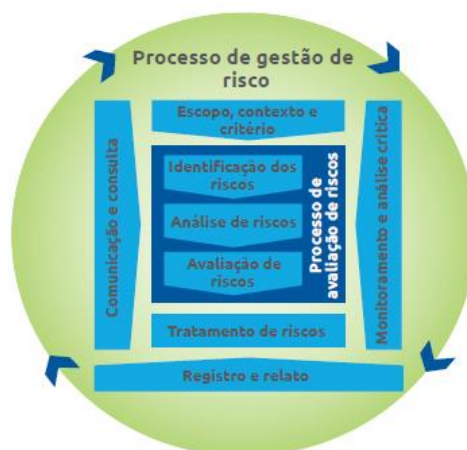 Processo de gestão de
risco
Escopo, contexto e
critério
Comunicação e consulta
Identificação dos
riscos
Análise de riscos
Avaliação de
riscos
Processo de
avaliação de riscos
Monitoramento e análise crítica
Tratamento de riscos
Registro e relato